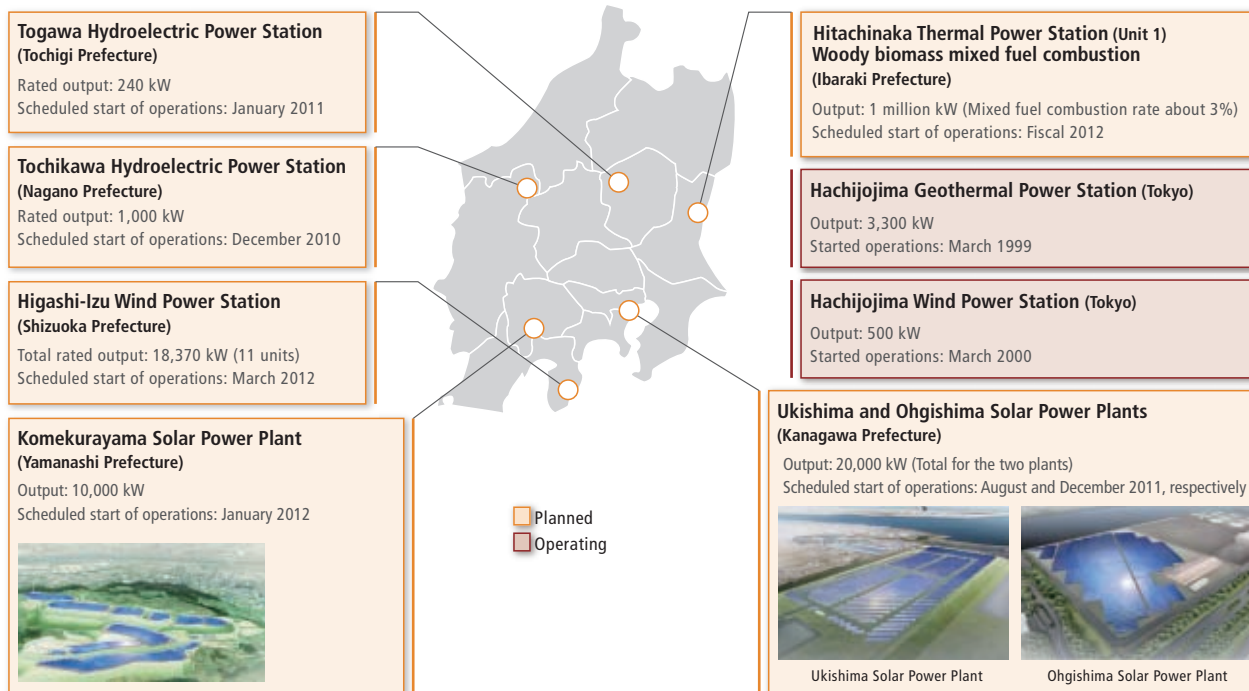 Togawa Hydroelectric Power Station
(Tochigi Prefecture)
Rated output: 240 kW
Scheduled start of operations: January 2011
Tochikawa Hydroelectric Power Station
(Nagano Prefecture)
Rated output: 1,000 kW
Scheduled start of operations: December 2010
Higashi-Izu Wind Power Station
(Shizuoka Prefecture)
Total rated output: 18,370 kW (11 units)
Scheduled start of operations: March 2012
Komekurayama Solar Power Plant
(Yamanashi Prefecture)
Output: 10,000 kW
Scheduled start of operations: January 2012
Planned
Operating
Hitachinaka Thermal Power Station (Unit 1)
Woody biomass mixed fuel combustion
(Ibaraki Prefecture)
Output: 1 million kW (Mixed fuel combustion rate about 3%)
Scheduled start of operations: Fiscal 2012
Hachijojima Geothermal Power Station (Tokyo)
Output: 3,300 kW
Started operations: March 1999
Hachijojima Wind Power Station (Tokyo)
Output: 500 kW
Started operations: March 2000
Ukishima and Ohgishima Solar Power Plants
(Kanagawa Prefecture)
Output: 20,000 kW (Total for the two plants)
Scheduled start of operations: August and December 2011, respectively
Ukishima Solar Power Plant
Ohgishima Solar Power Plant